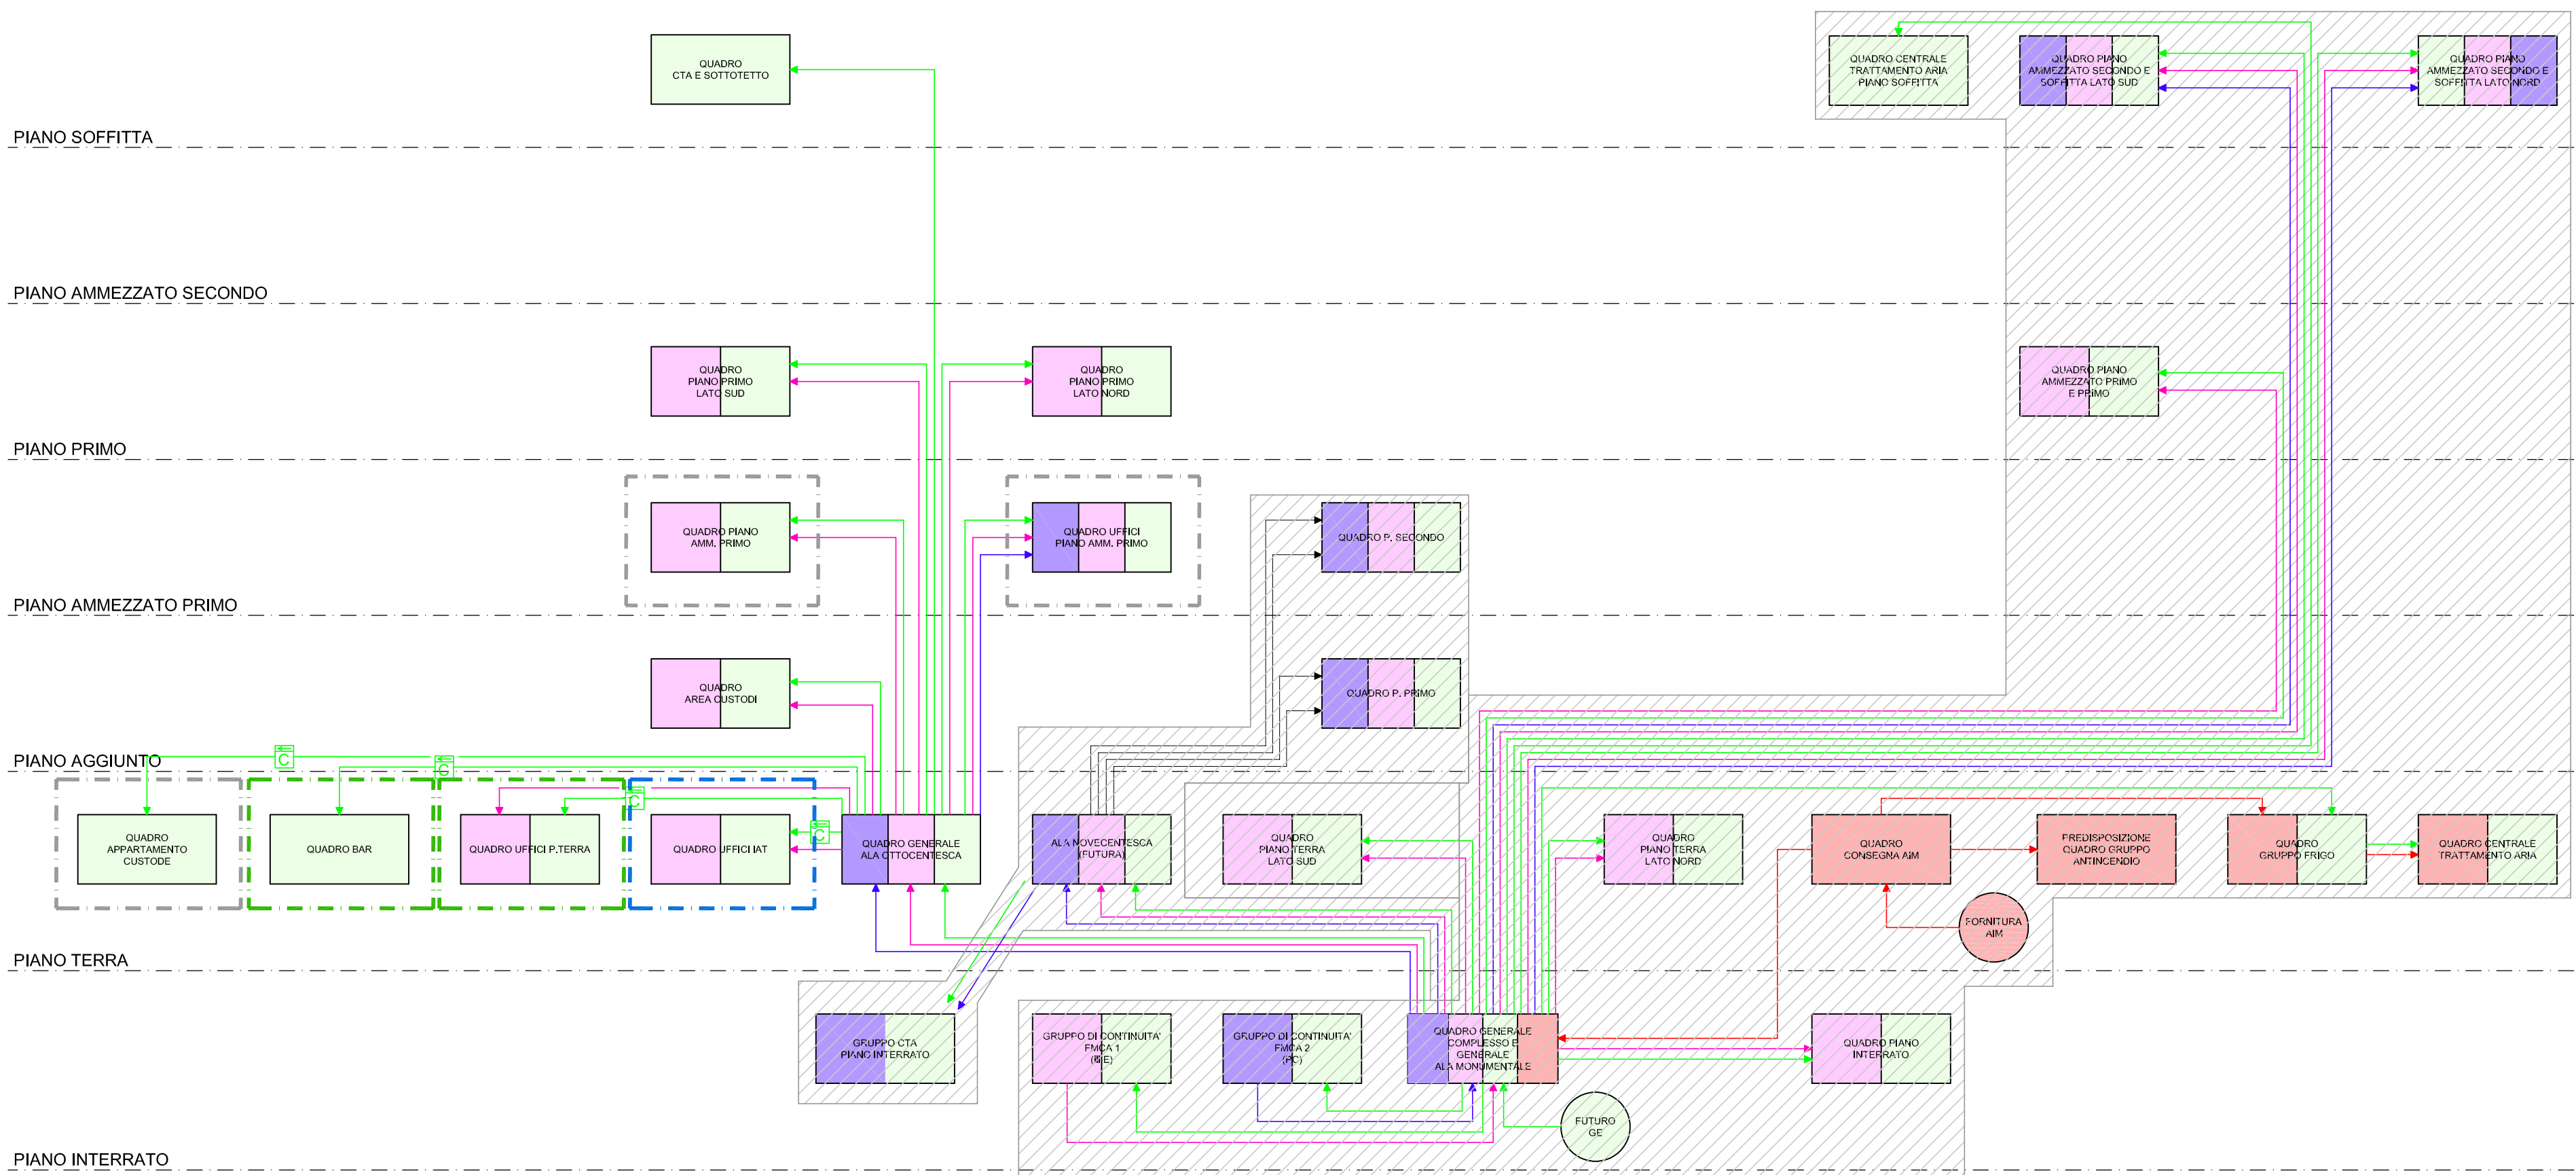 QUADRO
CTA E SOTTOTETTO
QUADRO CENTRALE
TRATTAMENTO ARIA
PIANO SOFFITTA
QUADRO PIANO
AMMEZZATO SECONDO E
SOFFITTA LATO SUD
QUADRO PIANO
AMMEZZATO SECONDO E
SOFFITTA LATO NORD
PIANO SOFFITTA
PIANO AMMEZZATO SECONDO
QUADRO
PIANO PRIMO
LATO SUD
QUADRO
PIANO PRIMO
LATO NORD
QUADRO PIANO
AMMEZZATO PRIMO
E PRIMO
PIANO PRIMO
QUADRO PIANO
AMM. PRIMO
QUADRO UFFICI
PIANO AMM. PRIMO
QUADRO P. SECONDO
PIANO AMMEZZATO PRIMO
QUADRO
AREA CUSTODI
QUADRO P. PRIMO
PIANO AGGIUNTO
C
C
C
C
QUADRO
APPARTAMENTO
CUSTODE
QUADRO BAR
QUADRO UFFICI P.TERRA
QUADRO UFFICI IAT
QUADRO GENERALE
ALA OTTOCENTESCA
ALA NOVECENTESCA
(FUTURA)
QUADRO
PIANO TERRA
LATO SUD
QUADRO
PIANO TERRA
LATO NORD
QUADRO
CONSEGNA AIM
PREDISPOSIZIONE
QUADRO GRUPPO
ANTINCENDIO
QUADRO
GRUPPO FRIGO
QUADRO CENTRALE
TRATTAMENTO ARIA
FORNITURA
AIM
PIANO TERRA
GRUPPO CTA
PIANO INTERRATO
GRUPPO DI CONTINUITA'
FMCA 1
GRUPPO DI CONTINUITA'
FMCA 2
(PC)
QUADRO GENERALE
COMPLESSO E
GENERALE
ALA MONUMENTALE
QUADRO PIANO
INTERRATO
FUTURO
GE
PIANO INTERRATO